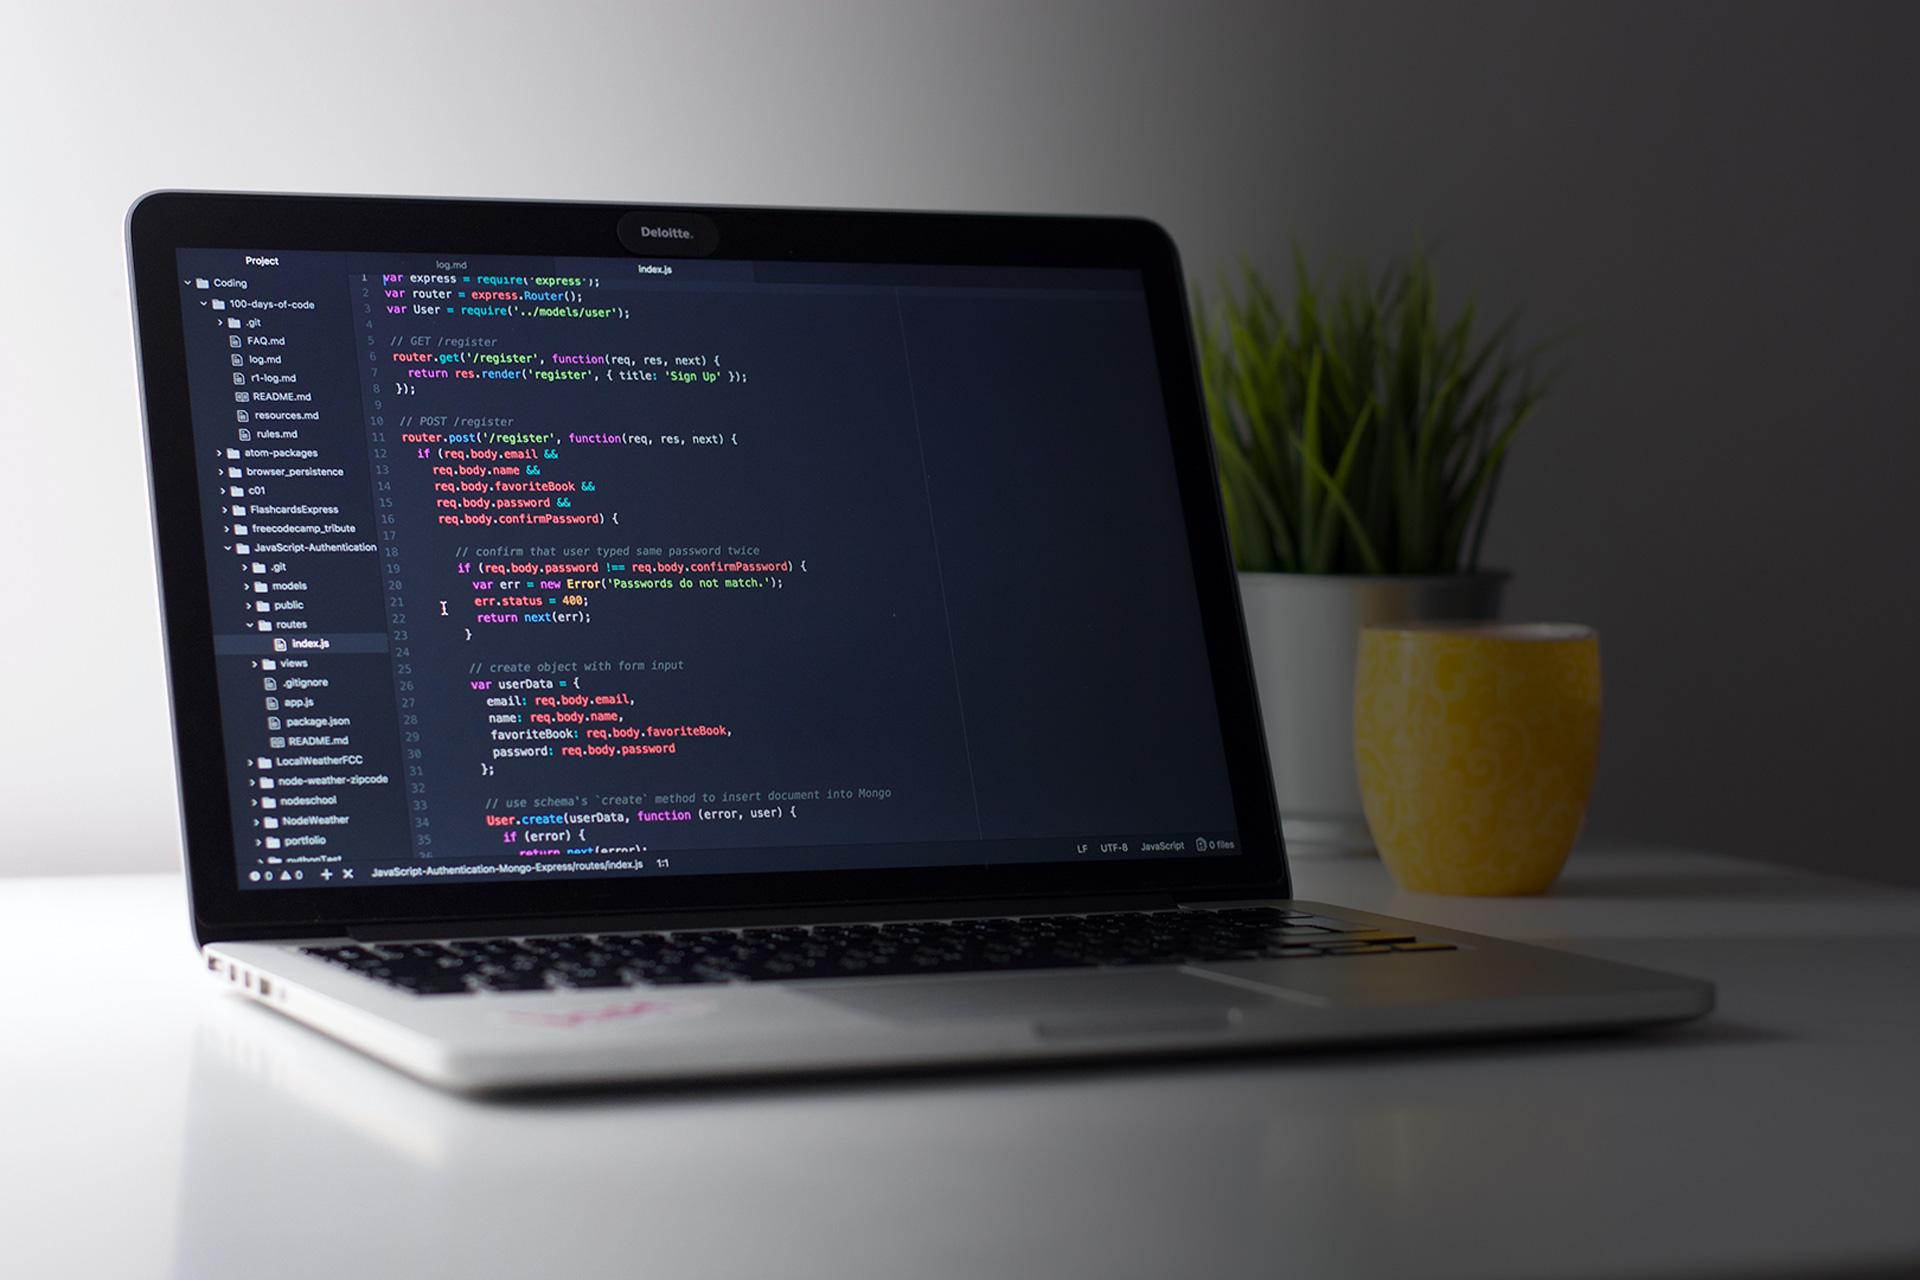 Deloitte.
Project
log.md
index.js
Coding
100-days-of-code
.git
FAQ.md
log.md
r1-log.md
README.md
resources.md
rules.md
atom-packages
browser_persistence
c01
FlashcardsExpress
freecodecamp_tribute
JavaScript-Authentication
.git
models
public
routes
index.js
views
.gitignore
app.js
package.json
README.md
LocalWeatherFCC
node-weather-zipcode
nodeschool
NodeWeather
portfolio
pythonTest
1 var express = require('express');
2 var router = express.Router();
3 var User = require('../models/user');
4
5 // GET /register
6 router.get('/register', function(req, res, next) {
7 return res.render('register', { title: 'Sign Up' });
8 });
9
10 // POST /register
11 router.post('/register', function(req, res, next) {
12 if (req.body.email &&
13 req.body.name &&
14 req.body.favoriteBook &&
15 req.body.password &&
16 req.body.confirmPassword) {
17
18 // confirm that user typed same password twice
19 if (req.body.password !== req.body.confirmPassword) {
20 var err = new Error('Passwords do not match.');
21 err.status = 400;
22 return next(err);
23 }
24
25 // create object with form input
26 var userData = {
27 email: req.body.email,
28 name: req.body.name,
29 favoriteBook: req.body.favoriteBook,
30 password: req.body.password
31 };
32
33 // use schema's `create` method to insert document into Mongo
34 User.create(userData, function (error, user) {
35 if (error) {
36 return next(error);
0 0 + × JavaScript-Authentication-Mongo-Express/routes/index.js 1:1
LF UTF-8 JavaScript 0 files